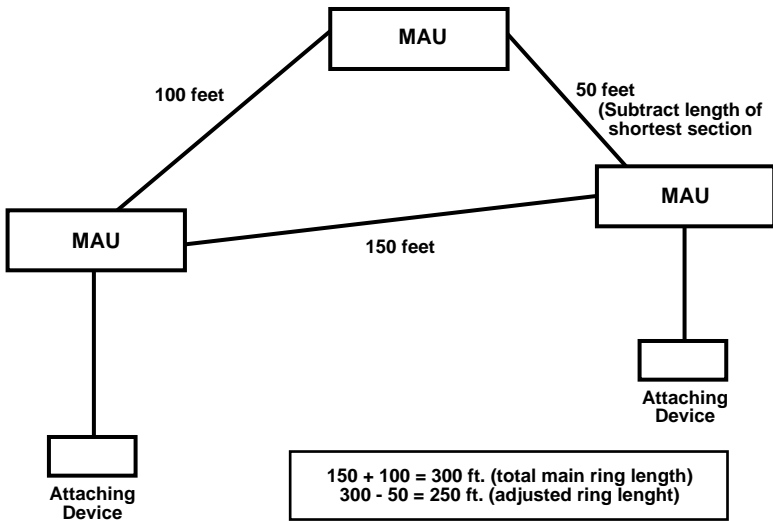 MAU
100 feet
50 feet
(Subtract length of
shortest section
MAU
MAU
150 feet
Attaching
Device
150 + 100 = 300 ft. (total main ring length)
300 - 50 = 250 ft. (adjusted ring lenght)
Attaching
Device